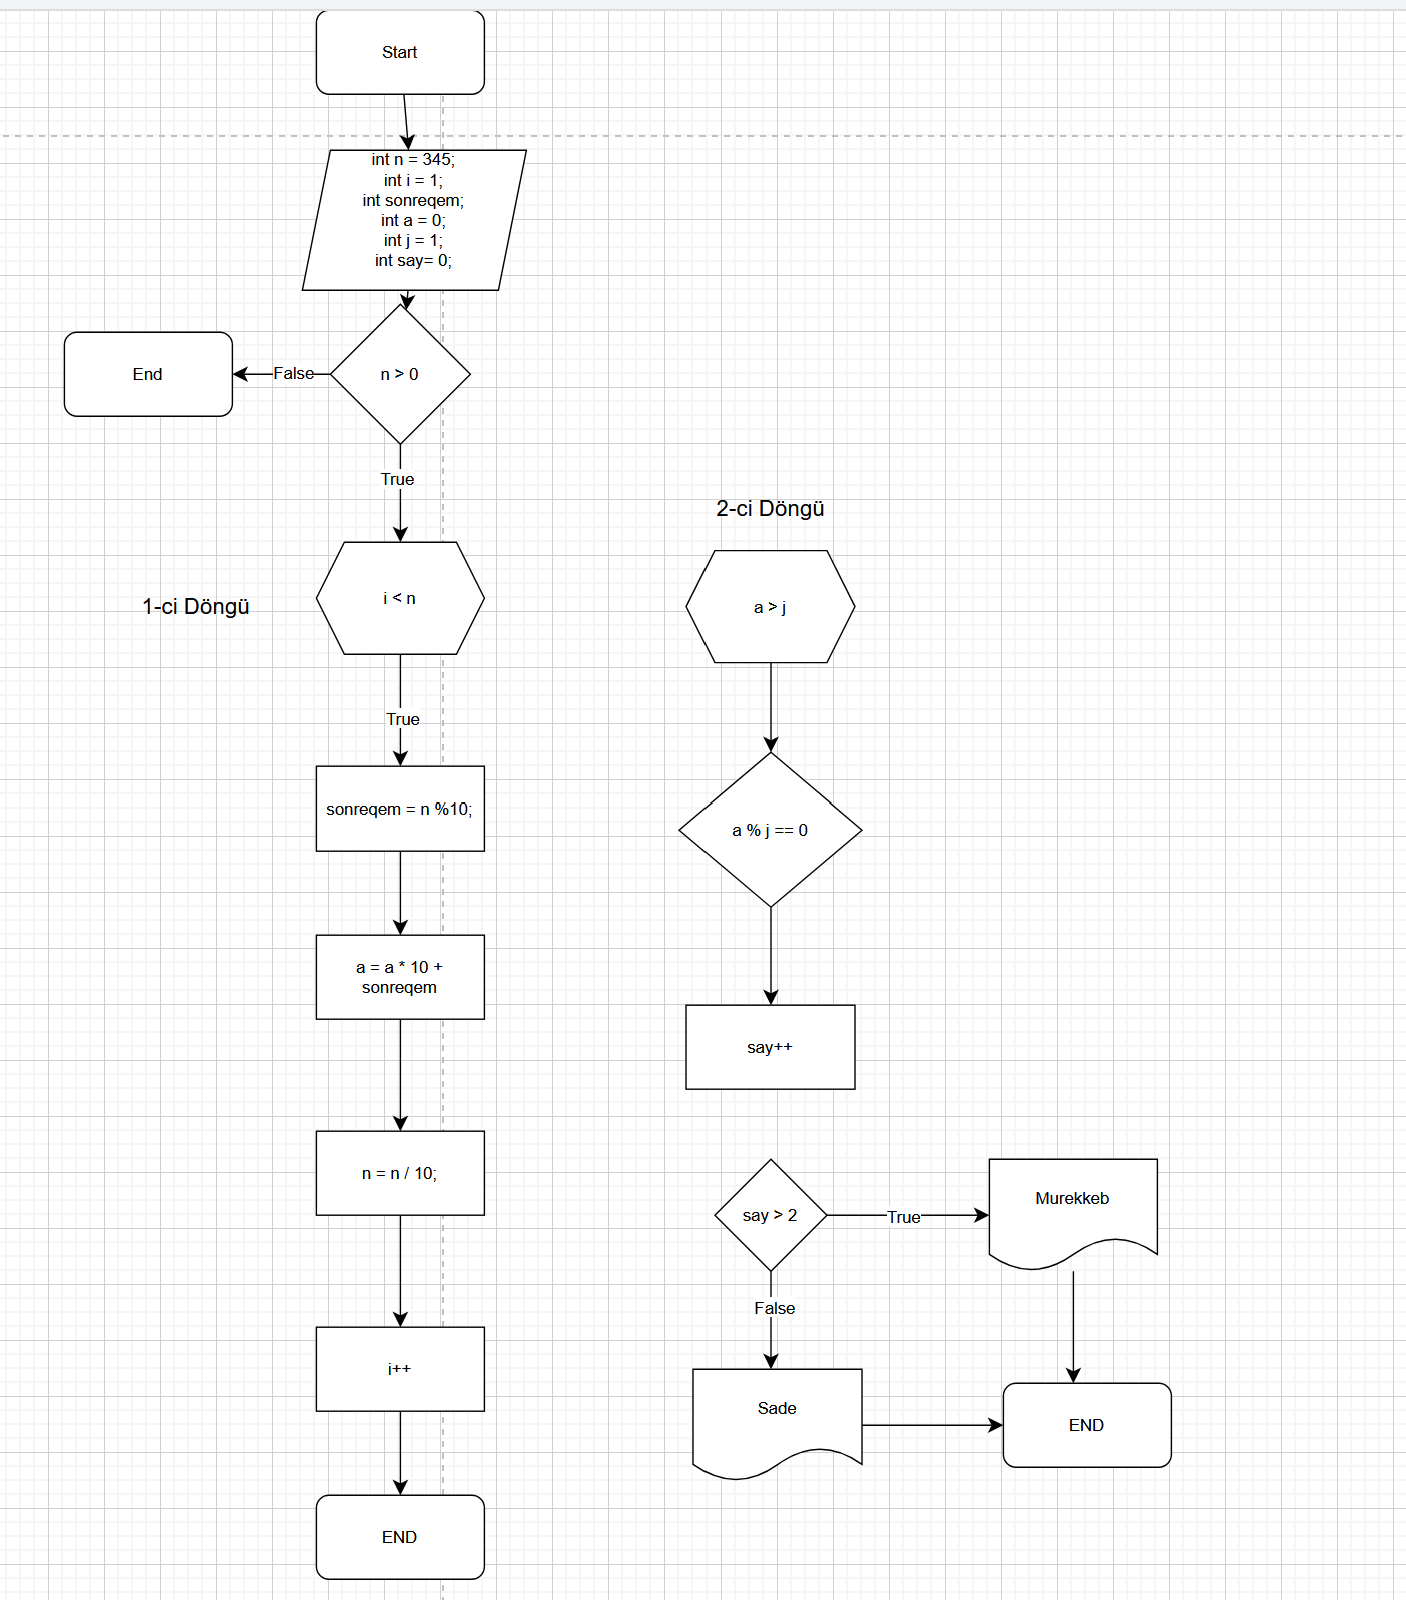 Start
int n = 345;
int i = 1;
int sonreqem;
int a = 0;
int j = 1;
int say= 0;
End
False
n > 0
True
2-ci Döngü
1-ci Döngü
i < n
a > j
True
sonreqem = n %10;
a % j == 0
a = a * 10 +
sonreqem
say++
n = n / 10;
say > 2
True
Murekkeb
False
i++
Sade
END
END